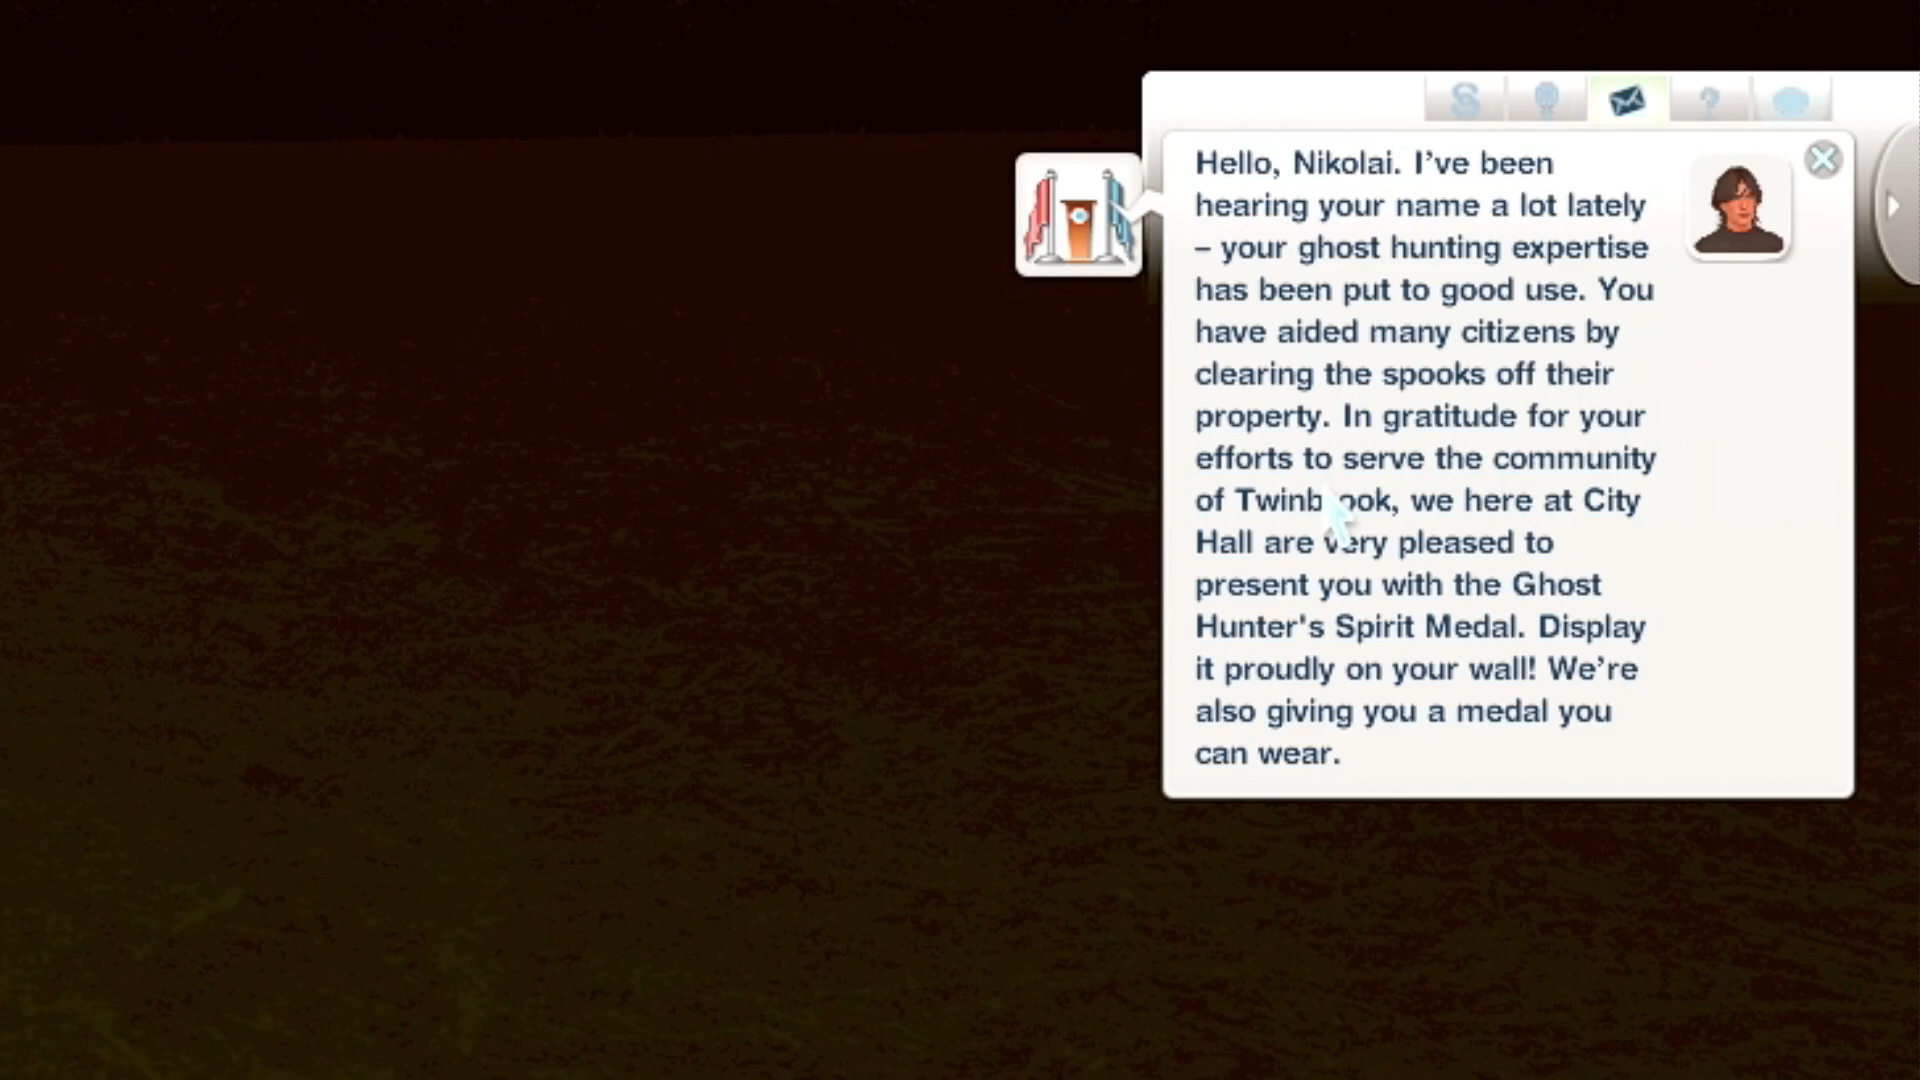 Hello, Nikolai. I’ve been
hearing your name a lot lately
– your ghost hunting expertise
has been put to good use. You
have aided many citizens by
clearing the spooks off their
property. In gratitude for your
efforts to serve the community
of Twinbrook, we here at City
Hall are very pleased to
present you with the Ghost
Hunter's Spirit Medal. Display
it proudly on your wall! We’re
also giving you a medal you
can wear.